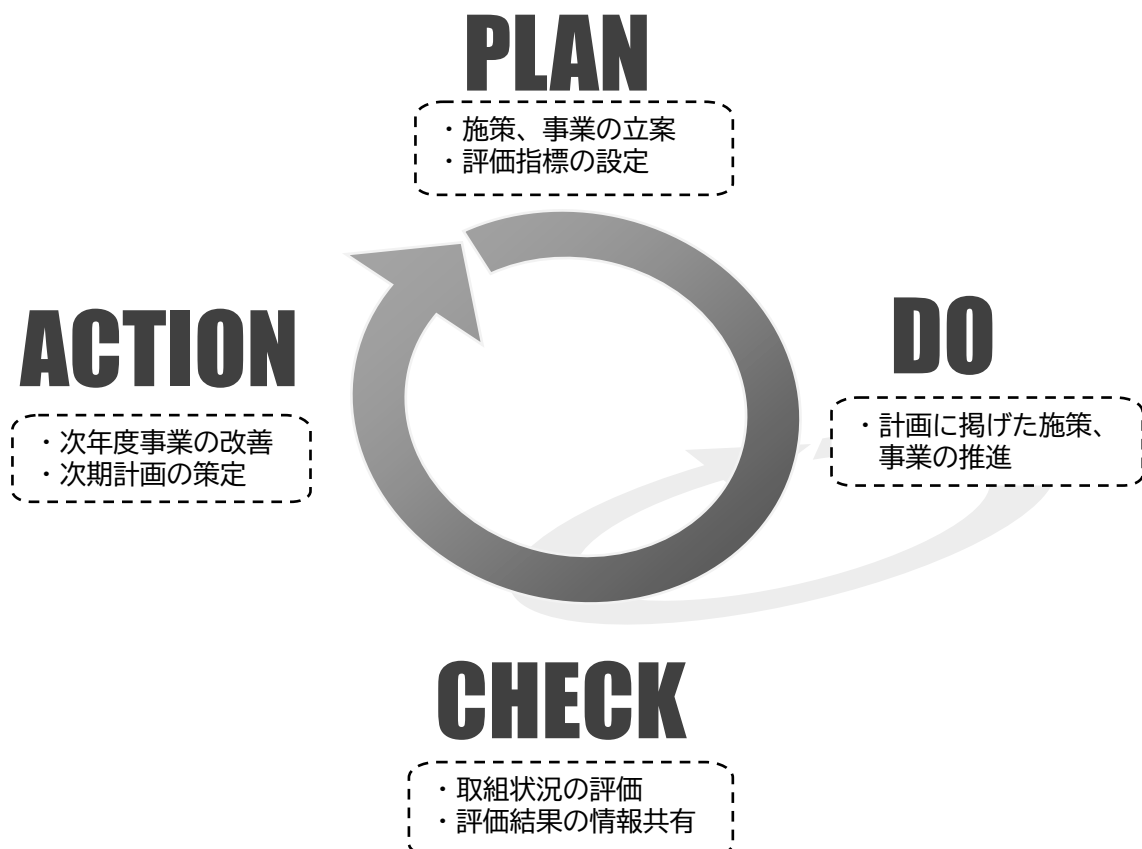 PLAN
・施策、事業の立案
・評価指標の設定
DO
・計画に掲げた施策、
事業の推進
CHECK
・取組状況の評価
・評価結果の情報共有
ACTION
・次年度事業の改善
・次期計画の策定